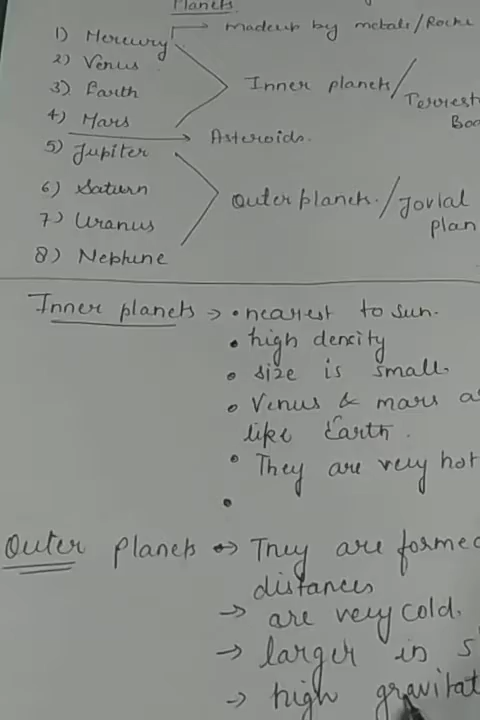 Planets
1) Mercury → madeup by metals/Rocks
2) Venus
3) Earth Inner planets/
4) Mars Terrest
→ Asteroids.
5) Jupiter
6) Saturn Outer planets./Jovial
7) Uranus plan
8) Nephune
Inner planets → • nearest to sun.
• high dencity
• size is small.
• Venus & mars a
like Earth.
• They are very hot
•
Outer planets → They are formed
distances
→ are very cold.
→ larger in s
→ high gravitat